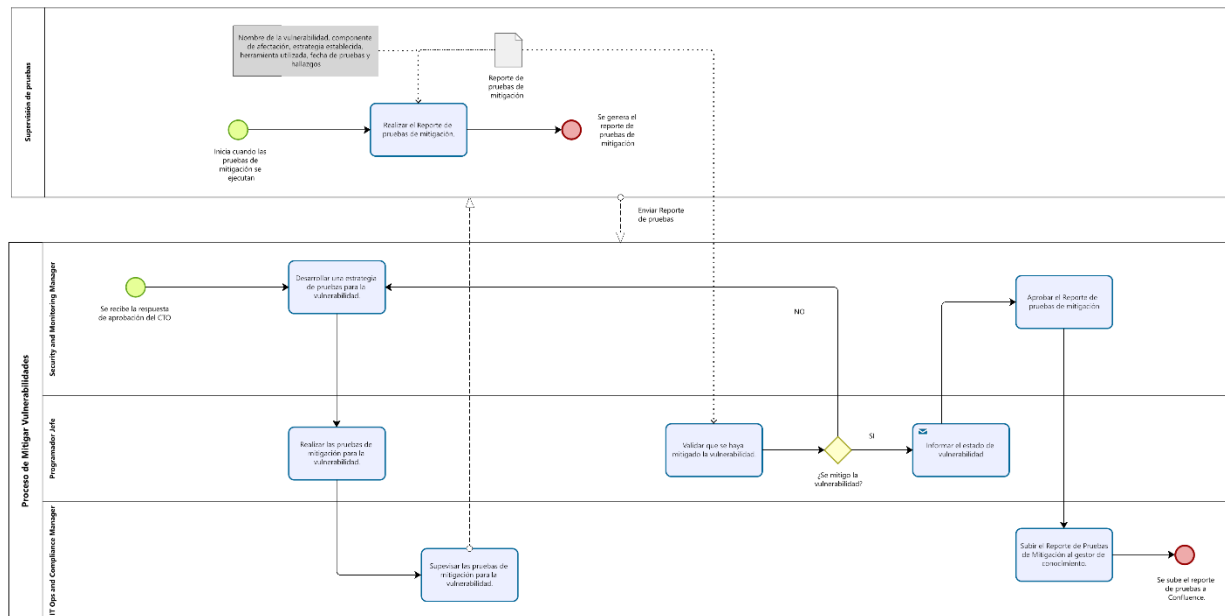 Supervisión de pruebas
Nombre de la vulnerabilidad, componente
de afectación, estrategia establecida,
herramienta utilizada, fecha de pruebas y
hallazgos
Reporte de
pruebas de
mitigación
Realizar el Reporte de
pruebas de mitigación.
Se genera el
reporte de
pruebas de
mitigación
Inicia cuando las
pruebas de
mitigación se
ejecutan
Enviar Reporte
de pruebas
Proceso de Mitigar Vulnerabilidades
Security and Monitoring Manager
Desarrollar una estrategia
de pruebas para la
vulnerabilidad.
Se recibe la respuesta
de aprobación del CTO
NO
Aprobar el Reporte de
pruebas de mitigación
Programador Jefe
Realizar las pruebas de
mitigación para la
vulnerabilidad.
Validar que se haya
mitigado la vulnerabilidad.
¿Se mitigo la
vulnerabilidad?
SI
Informar el estado de
vulnerabilidad
IT Ops and Compliance Manager
Supevisar las pruebas de
mitigación para la
vulnerabilidad.
Subir el Reporte de Pruebas
de Mitigación al gestor de
conocimiento.
Se sube el reporte
de pruebas a
Confluence.